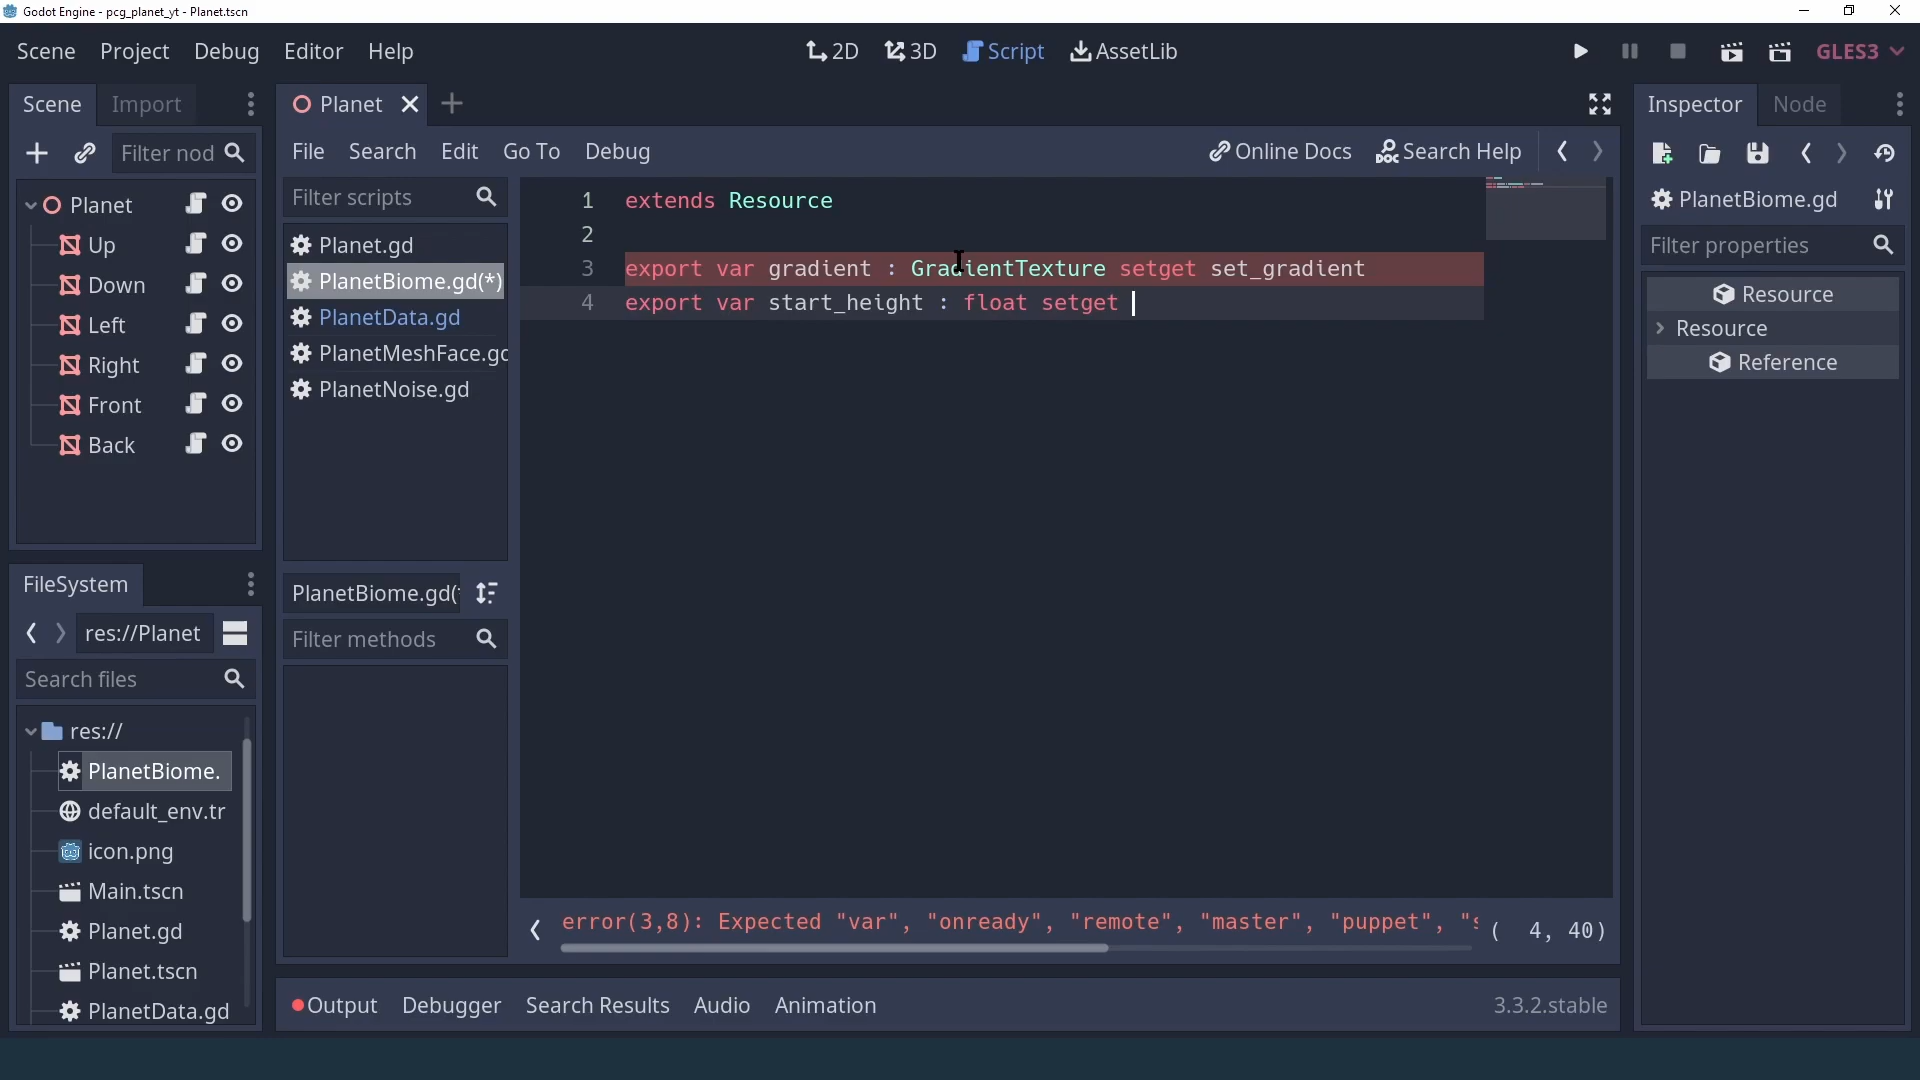 Godot Engine - pcg_planet_yt - Planet.tscn
Scene Project Debug Editor Help
2D 3D Script AssetLib
GLES3
Scene Import
Filter nod
Planet
Up
Down
Left
Right
Front
Back
FileSystem
res://Planet
Search files
res://
PlanetBiome.
default_env.tr
icon.png
Main.tscn
Planet.gd
Planet.tscn
PlanetData.gd
Planet
File Search Edit Go To Debug
Online Docs Search Help
Filter scripts
Planet.gd
PlanetBiome.gd(*)
PlanetData.gd
PlanetMeshFace.gd
PlanetNoise.gd
PlanetBiome.gd(
Filter methods
1 extends Resource
2
3 export var gradient : GradientTexture setget set_gradient
4 export var start_height : float setget
error(3,8): Expected "var", "onready", "remote", "master", "puppet", "s
( 4, 40)
Output Debugger Search Results Audio Animation
3.3.2.stable
Inspector Node
PlanetBiome.gd
Filter properties
Resource
Resource
Reference